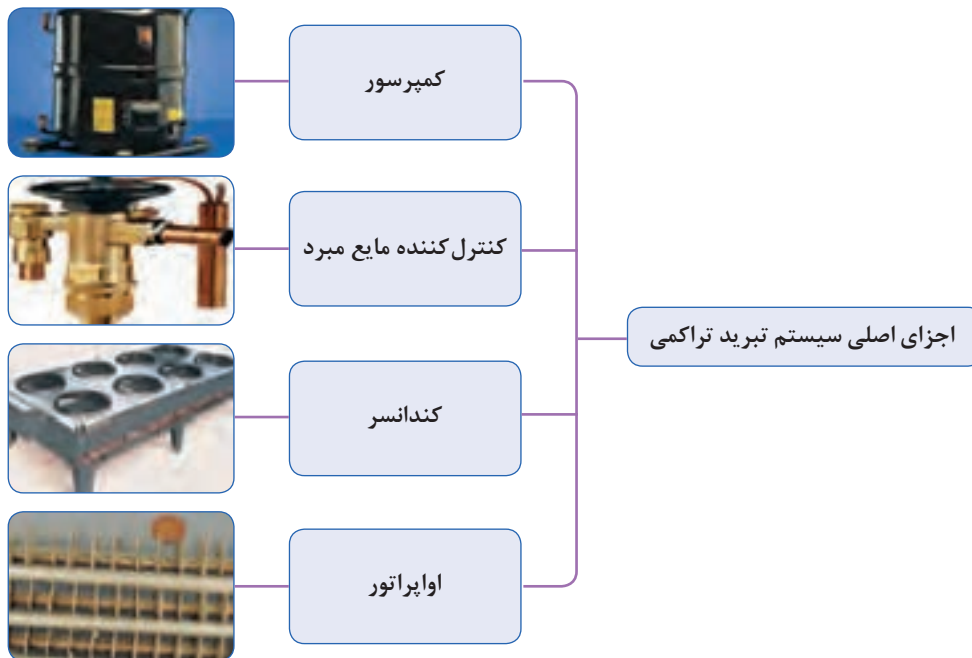 اجزای اصلی سیستم تبرید تراکمی
کمپرسور
کنترل‌کننده مایع مبرد
کندانسر
اواپراتور